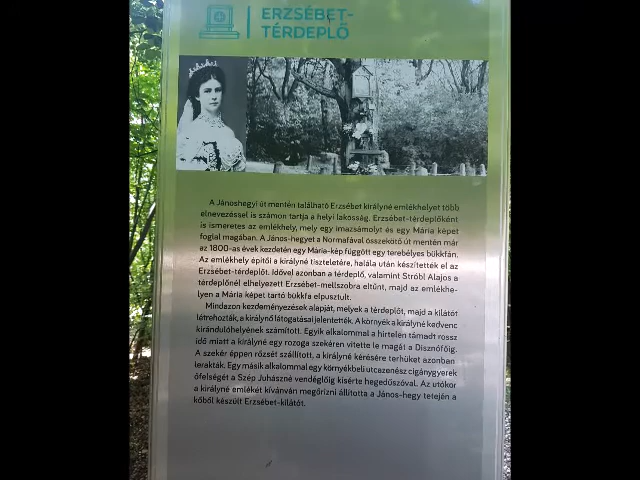 ERZSÉBET-
TÉRDEPLŐ
A Jánoshegyi út mentén található Erzsébet királyné emlékhelyet több
elnevezéssel is számon tartja a helyi lakosság. Erzsébet-térdeplőként
is ismeretes az emlékhely, mely egy imazsámolyt és egy Mária képet
foglal magában. A János-hegyet a Normafával összekötő út mentén már
az 1800-as évek kezdetén egy Mária-kép függött egy terebélyes bükkfán.
Az emlékhely építői a királyné tiszteletére, halála után készítették el az
Erzsébet-térdeplőt. Idővel azonban a térdeplő, valamint Stróbl Alajos a
térdeplőnél elhelyezett Erzsébet-mellszobra eltűnt, majd az emlékhe-
lyen a Mária képet tartó bükkfa elpusztult.
Mindazon kezdeményezések alapját, melyek a térdeplőt, majd a kilátót
létrehozták, a királynő látogatásai jelentették. A környék a királyné kedvenc
kirándulóhelyének számított. Egyik alkalommal a hirtelen támadt rossz
idő miatt a királyné egy rozoga szekéren vitette le magát a Disznófőig.
A szekér éppen rőzsét szállított, a királyné kérésére terhüket azonban
lerakták. Egy másik alkalommal egy környékbeli utcazenész cigánygyerek
őfelségét a Szép Juhászné vendéglőig kísérte hegedűszóval. Az utókor
a királyné emlékét kívánván megőrizni állította a János-hegy tetején a
kőből készült Erzsébet-kilátót.